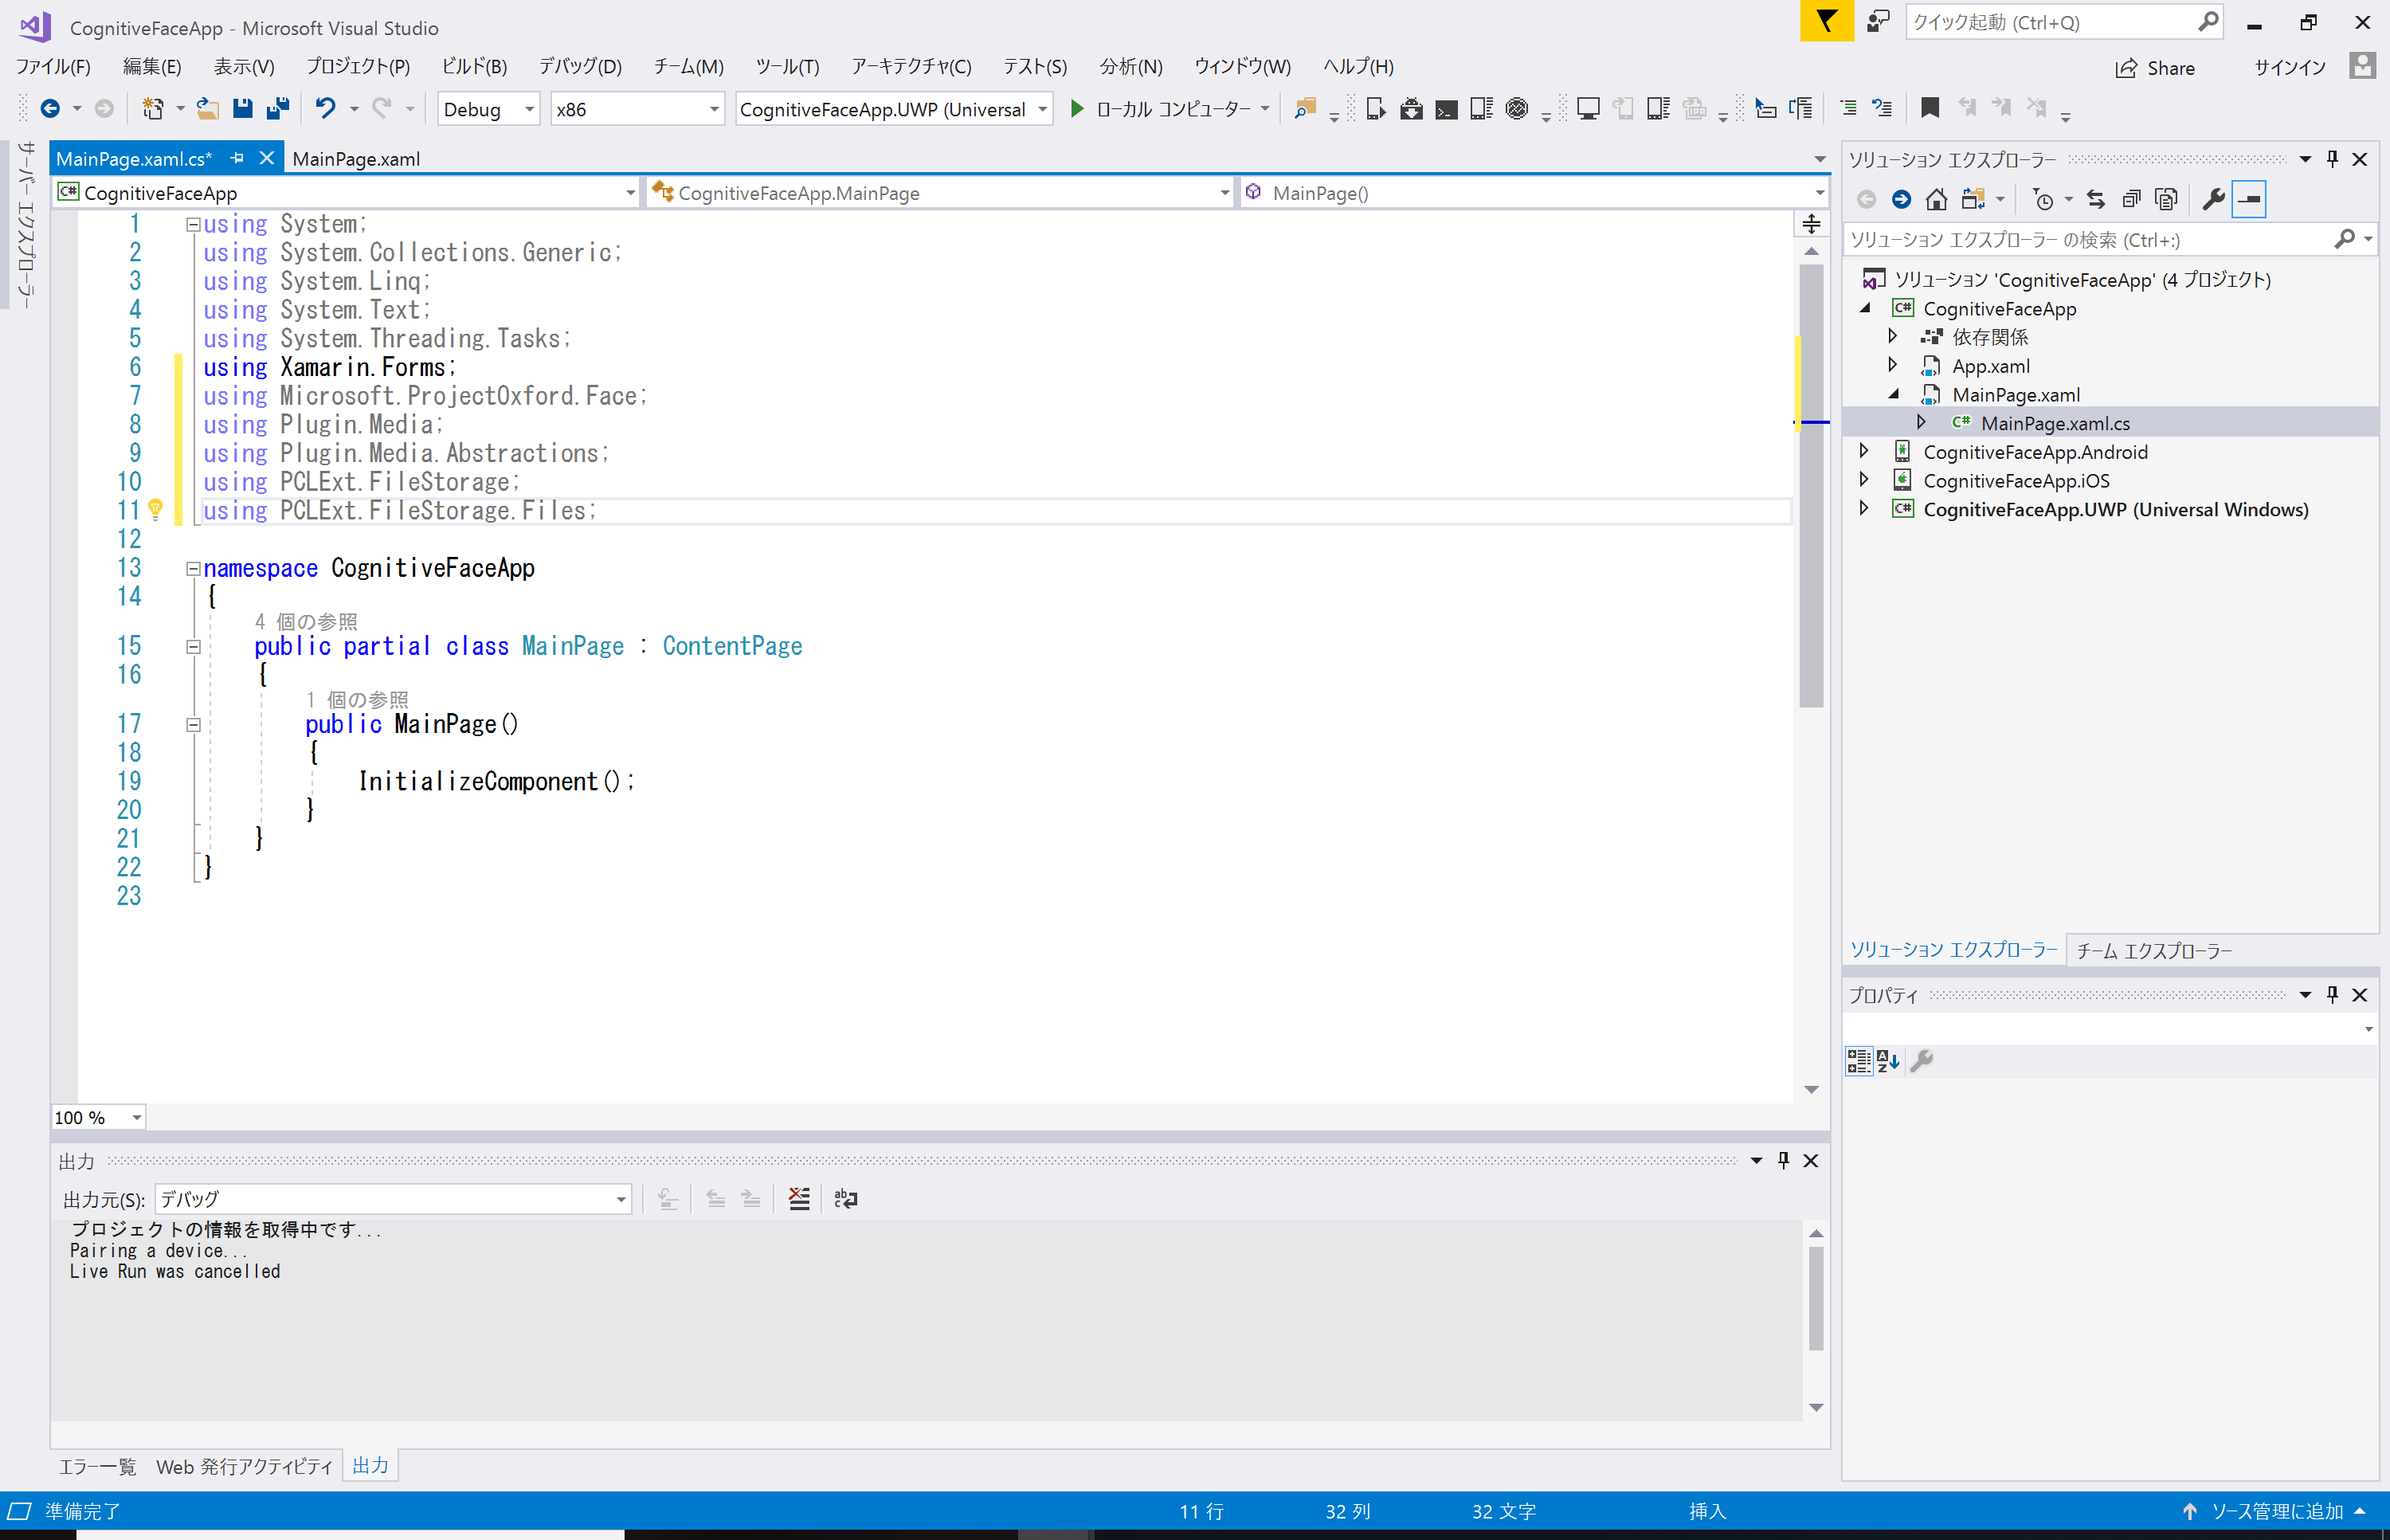 CognitiveFaceApp - Microsoft Visual Studio
クイック起動 (Ctrl+Q)
ファイル(F) 編集(E) 表示(V) プロジェクト(P) ビルド(B) デバッグ(D) チーム(M) ツール(T) アーキテクチャ(C) テスト(S) 分析(N) ウィンドウ(W) ヘルプ(H)
Share サインイン
Debug x86 CognitiveFaceApp.UWP (Universal ローカル コンピューター
サーバー エクスプローラー
MainPage.xaml.cs* MainPage.xaml
CognitiveFaceApp CognitiveFaceApp.MainPage MainPage()
1 using System;
2 using System.Collections.Generic;
3 using System.Linq;
4 using System.Text;
5 using System.Threading.Tasks;
6 using Xamarin.Forms;
7 using Microsoft.ProjectOxford.Face;
8 using Plugin.Media;
9 using Plugin.Media.Abstractions;
10 using PCLExt.FileStorage;
11 using PCLExt.FileStorage.Files;
12
13 namespace CognitiveFaceApp
14 {
4 個の参照
15 public partial class MainPage : ContentPage
16 {
1 個の参照
17 public MainPage()
18 {
19 InitializeComponent();
20 }
21 }
22 }
23
100 %
出力
出力元(S): デバッグ
プロジェクトの情報を取得中です...
Pairing a device...
Live Run was cancelled
エラー一覧 Web 発行アクティビティ 出力
ソリューション エクスプローラー
ソリューション エクスプローラー の検索 (Ctrl+:)
ソリューション 'CognitiveFaceApp' (4 プロジェクト)
CognitiveFaceApp
依存関係
App.xaml
MainPage.xaml
MainPage.xaml.cs
CognitiveFaceApp.Android
CognitiveFaceApp.iOS
CognitiveFaceApp.UWP (Universal Windows)
ソリューション エクスプローラー チーム エクスプローラー
プロパティ
準備完了 11 行 32 列 32 文字 挿入 ソース管理に追加